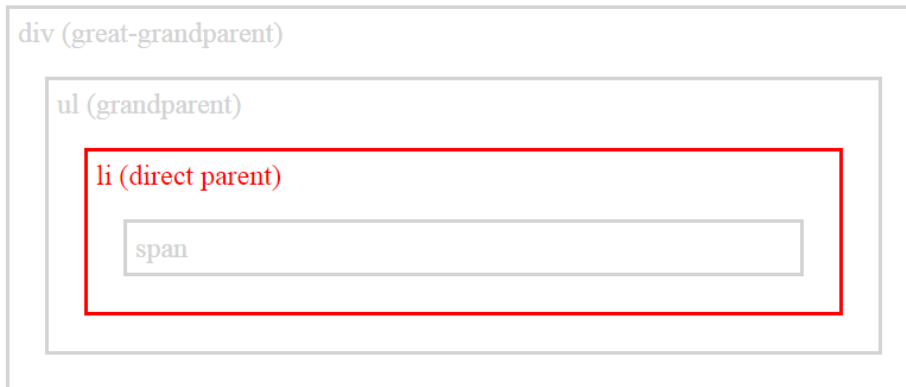 div (great-grandparent)
ul (grandparent)
li (direct parent)
span